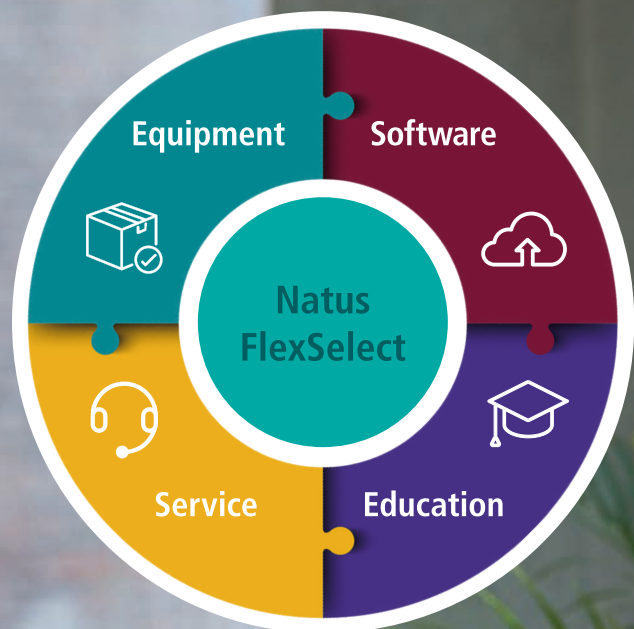 Equipment
Software
Natus
FlexSelect
Service
Education